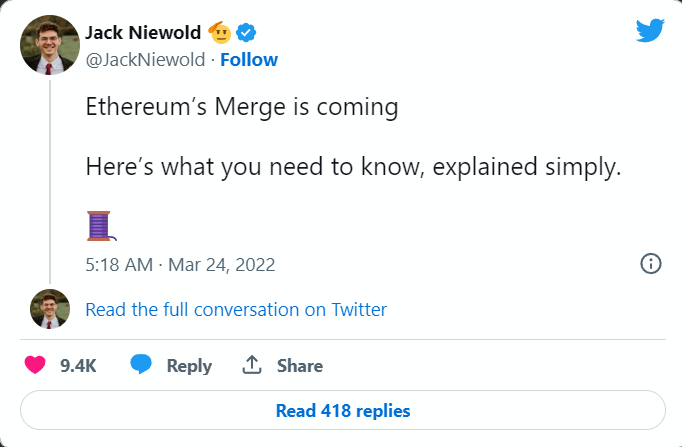 Jack Niewold 🫡
@JackNiewold · Follow
Ethereum’s Merge is coming
Here’s what you need to know, explained simply.
🧵
5:18 AM · Mar 24, 2022
Read the full conversation on Twitter
9.4K Reply Share
Read 418 replies